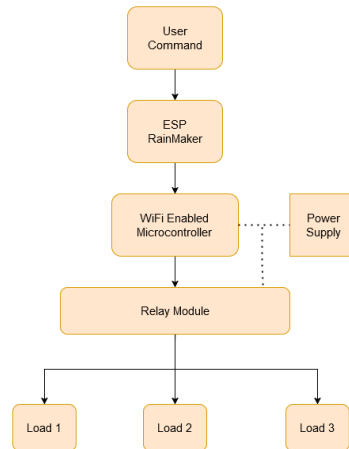 User
Command
ESP
RainMaker
WiFi Enabled
Microcontroller
Power
Supply
Relay Module
Load 1
Load 2
Load 3